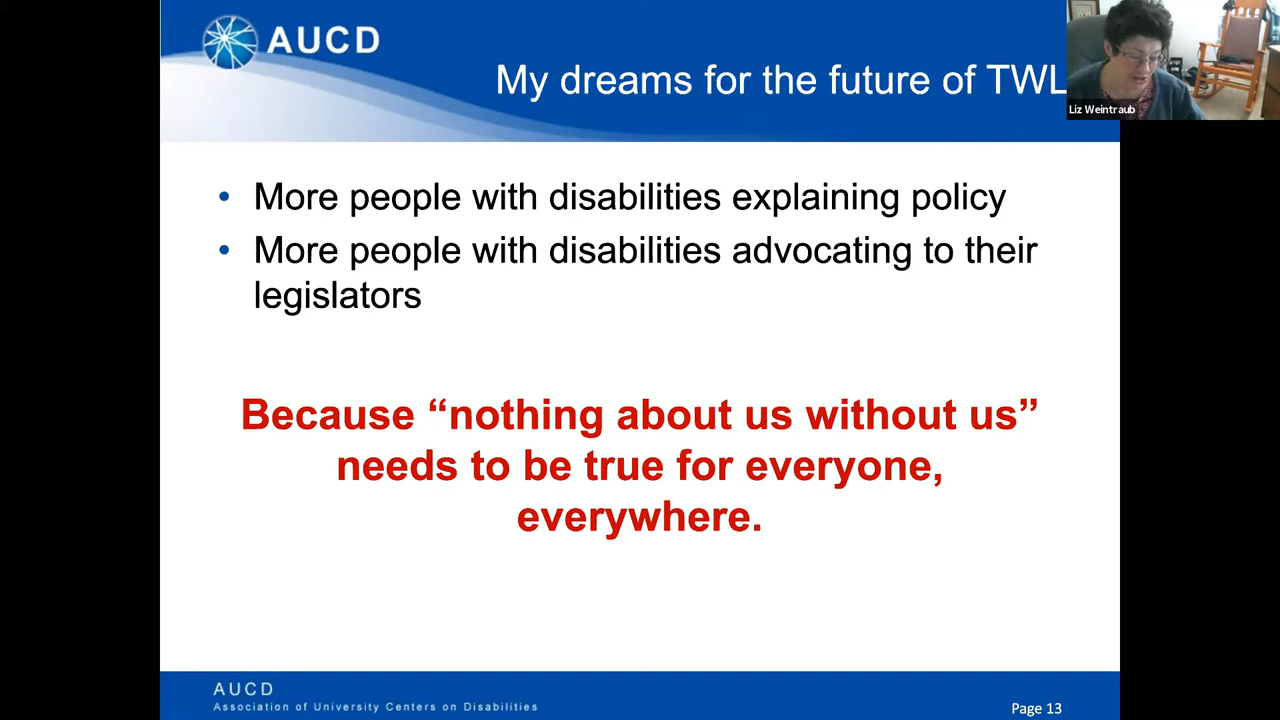 AUCD
My dreams for the future of TWL
Liz Weintraub
• More people with disabilities explaining policy
• More people with disabilities advocating to their
legislators
Because “nothing about us without us”
needs to be true for everyone,
everywhere.
AUCD
Association of University Centers on Disabilities
Page 13